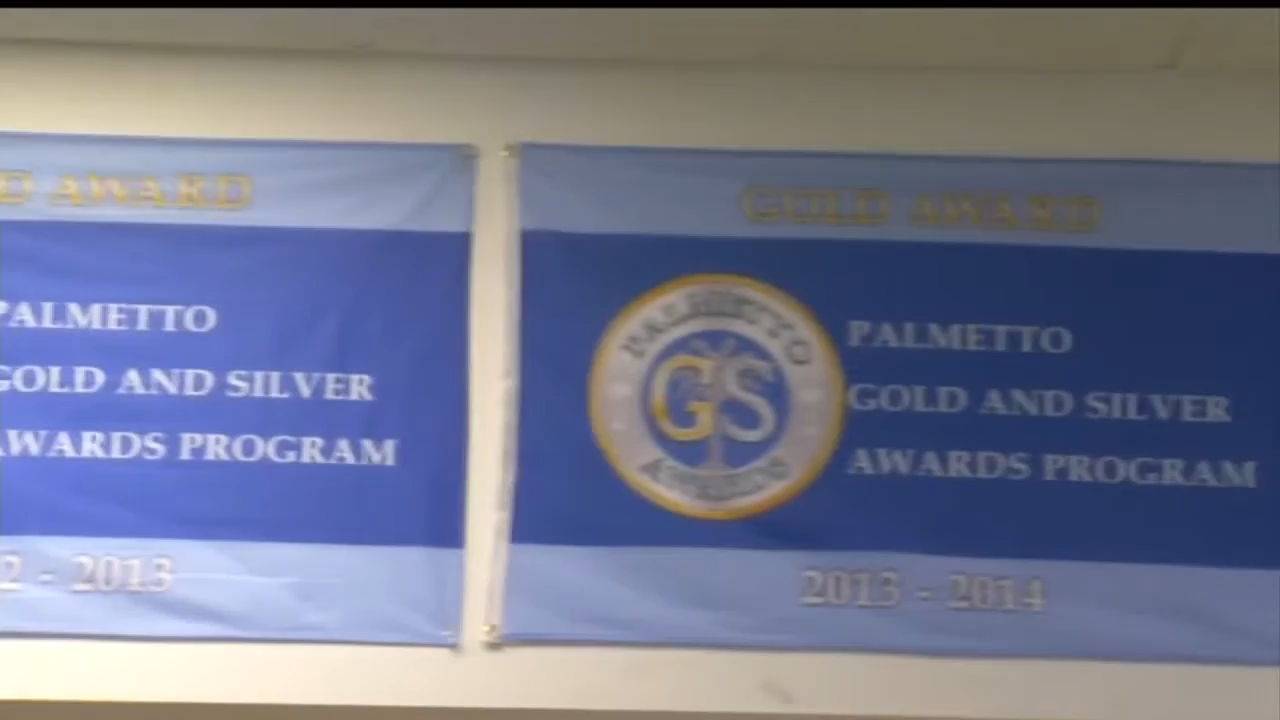 D AWARD
PALMETTO
GOLD AND SILVER
AWARDS PROGRAM
2 - 2013
GOLD AWARD
PALMETTO
GS
AWARDS
PALMETTO
GOLD AND SILVER
AWARDS PROGRAM
2013 - 2014